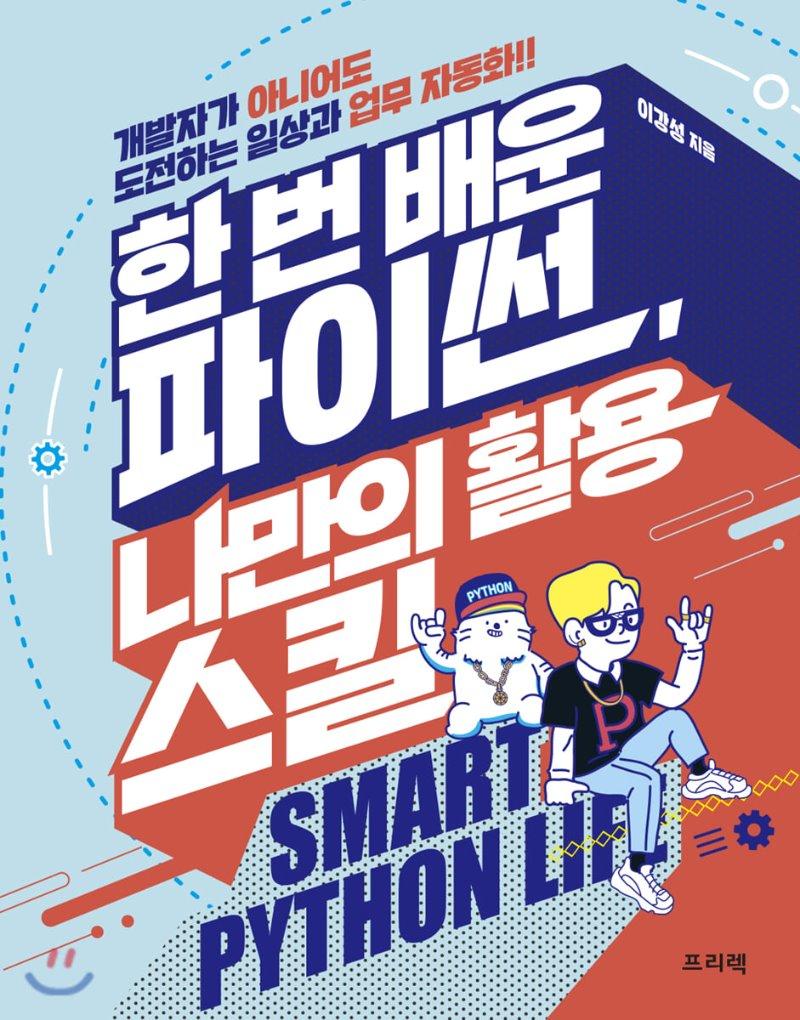 개발자가 아니어도
도전하는 일상과 업무 자동화!!
이강성 지음
한 번 배운
파이썬,
나만의 활용
스킬
PYTHON
P
SMART
PYTHON LIFE
프리렉